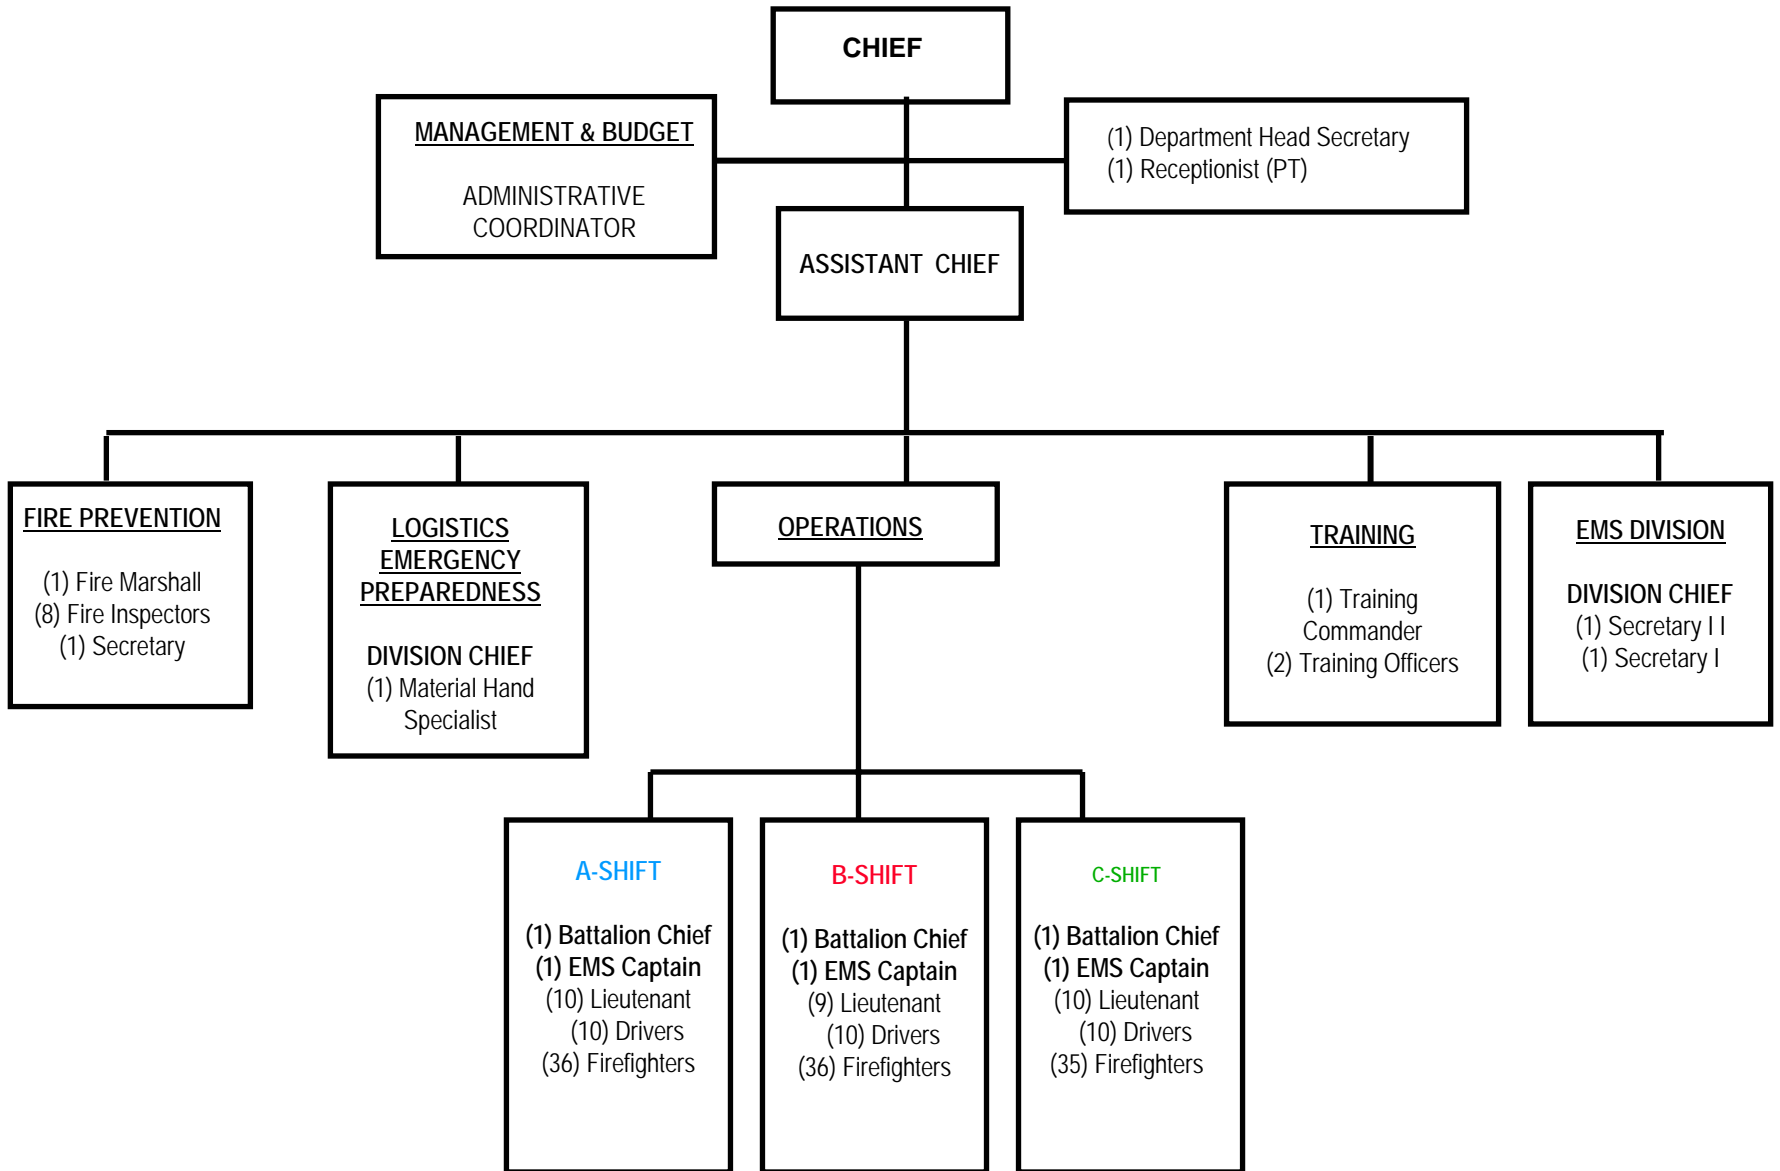 CHIEF
MANAGEMENT & BUDGET
ADMINISTRATIVE
COORDINATOR
(1) Department Head Secretary
(1) Receptionist (PT)
ASSISTANT CHIEF
FIRE PREVENTION
(1) Fire Marshall
(8) Fire Inspectors
(1) Secretary
LOGISTICS
EMERGENCY
PREPAREDNESS
DIVISION CHIEF
(1) Material Hand
Specialist
OPERATIONS
TRAINING
(1) Training
Commander
(2) Training Officers
EMS DIVISION
DIVISION CHIEF
(1) Secretary I I
(1) Secretary I
A-SHIFT
(1) Battalion Chief
(1) EMS Captain
(10) Lieutenant
(10) Drivers
(36) Firefighters
B-SHIFT
(1) Battalion Chief
(1) EMS Captain
(9) Lieutenant
(10) Drivers
(36) Firefighters
C-SHIFT
(1) Battalion Chief
(1) EMS Captain
(10) Lieutenant
(10) Drivers
(35) Firefighters